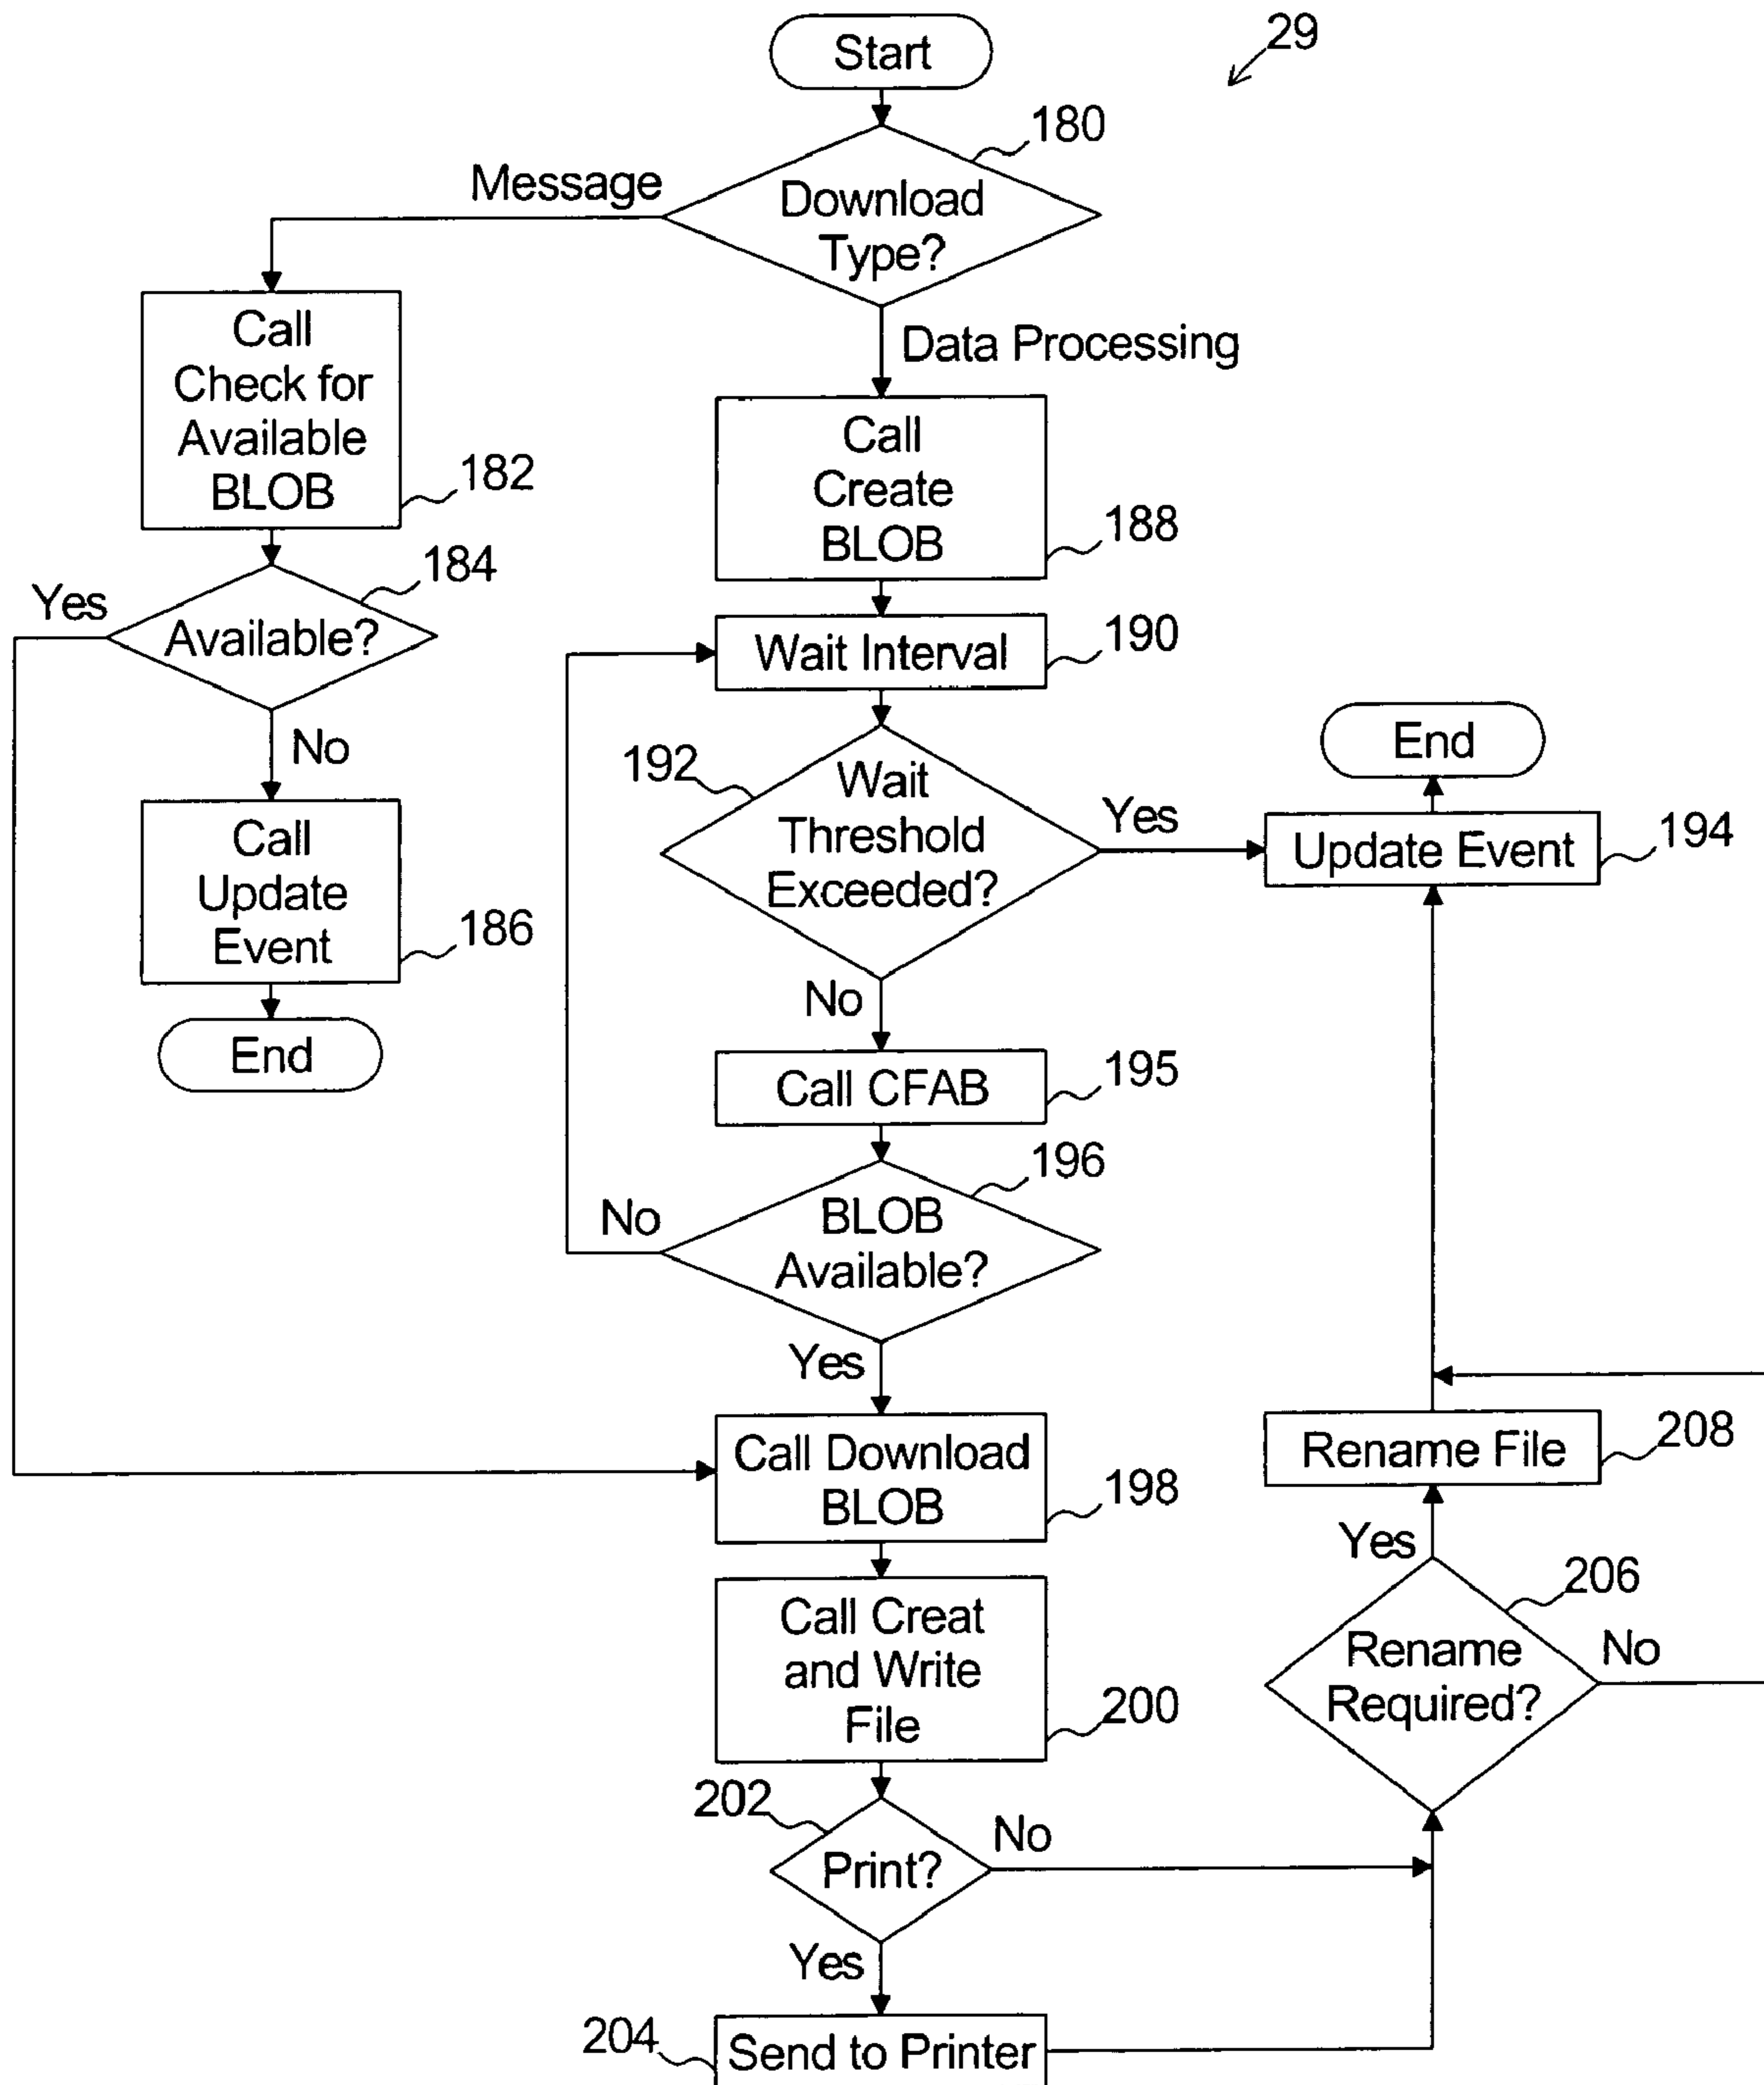 Start
29
180
Message
Download
Type?
Data Processing
Call
Check for
Available
BLOB
182
Call
Create
BLOB
188
184
Yes
Available?
No
Wait Interval
190
192
Wait
Threshold
Exceeded?
Yes
No
End
Update Event
194
Call
Update
Event
186
End
Call CFAB
195
196
No
BLOB
Available?
Yes
Call Download
BLOB
198
Rename File
208
Yes
206
Rename
Required?
No
Call Creat
and Write
File
200
202
Print?
No
Yes
204
Send to Printer